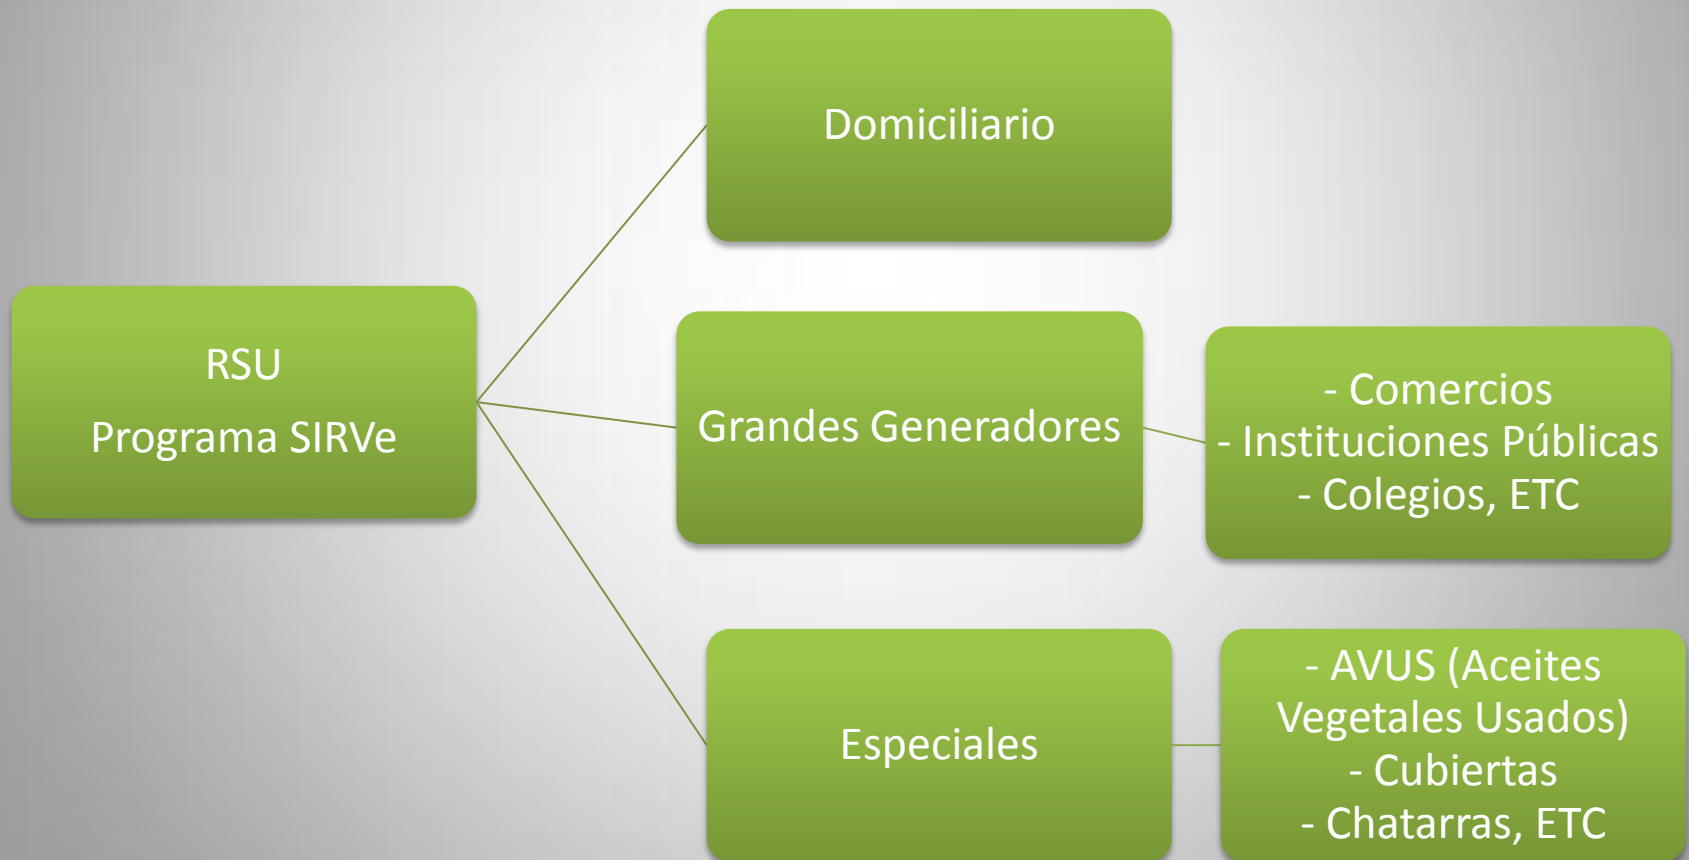 Domiciliario
RSU
Programa SIRVe
Grandes Generadores
- Comercios
- Instituciones Públicas
- Colegios, ETC
Especiales
- AVUS (Aceites
Vegetales Usados)
- Cubiertas
- Chatarras, ETC